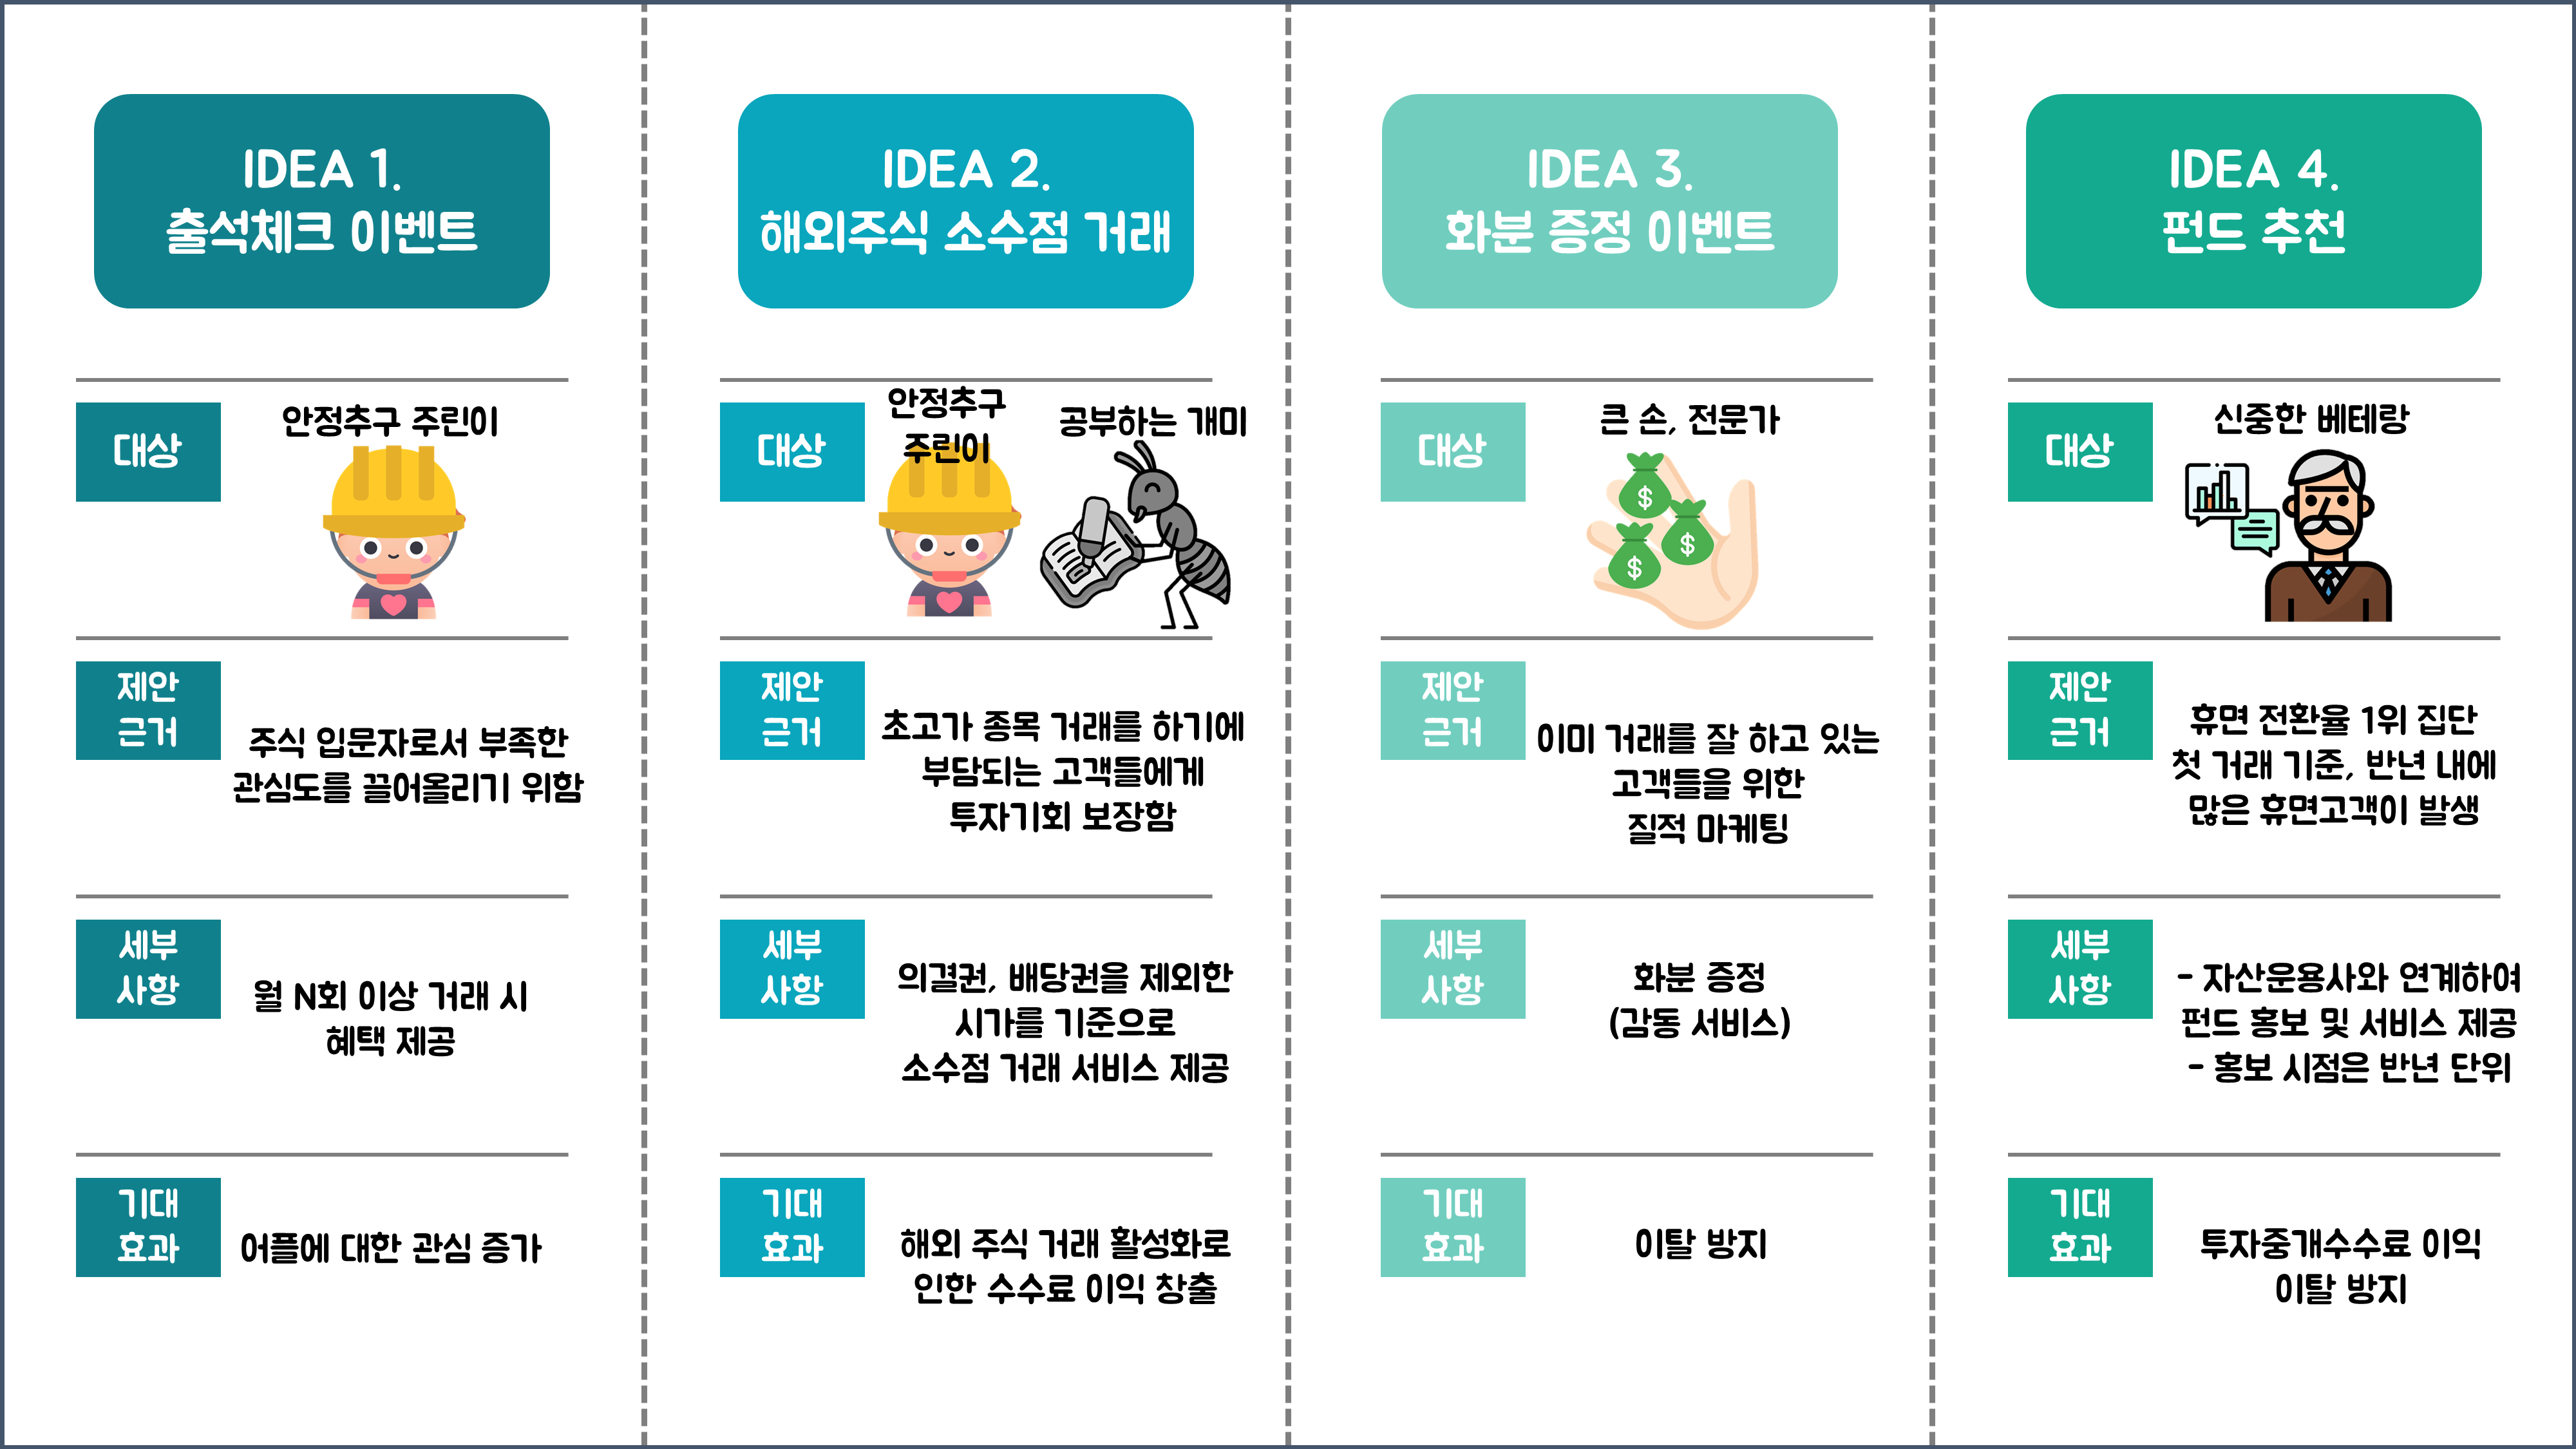 IDEA 1.
출석체크 이벤트
대상
안정추구 주린이
제안
근거
주식 입문자로서 부족한
관심도를 끌어올리기 위함
세부
사항
월 N회 이상 거래 시
혜택 제공
기대
효과
어플에 대한 관심 증가
IDEA 2.
해외주식 소수점 거래
대상
안정추구
주린이
공부하는 개미
제안
근거
초고가 종목 거래를 하기에
부담되는 고객들에게
투자기회 보장함
세부
사항
의결권, 배당권을 제외한
시가를 기준으로
소수점 거래 서비스 제공
기대
효과
해외 주식 거래 활성화로
인한 수수료 이익 창출
IDEA 3.
화분 증정 이벤트
대상
큰 손, 전문가
$
$
$
제안
근거
이미 거래를 잘 하고 있는
고객들을 위한
질적 마케팅
세부
사항
화분 증정
(감동 서비스)
기대
효과
이탈 방지
IDEA 4.
펀드 추천
대상
신중한 베테랑
제안
근거
휴면 전환율 1위 집단
첫 거래 기준, 반년 내에
많은 휴면고객이 발생
세부
사항
- 자산운용사와 연계하여
펀드 홍보 및 서비스 제공
- 홍보 시점은 반년 단위
기대
효과
투자중개수수료 이익
이탈 방지